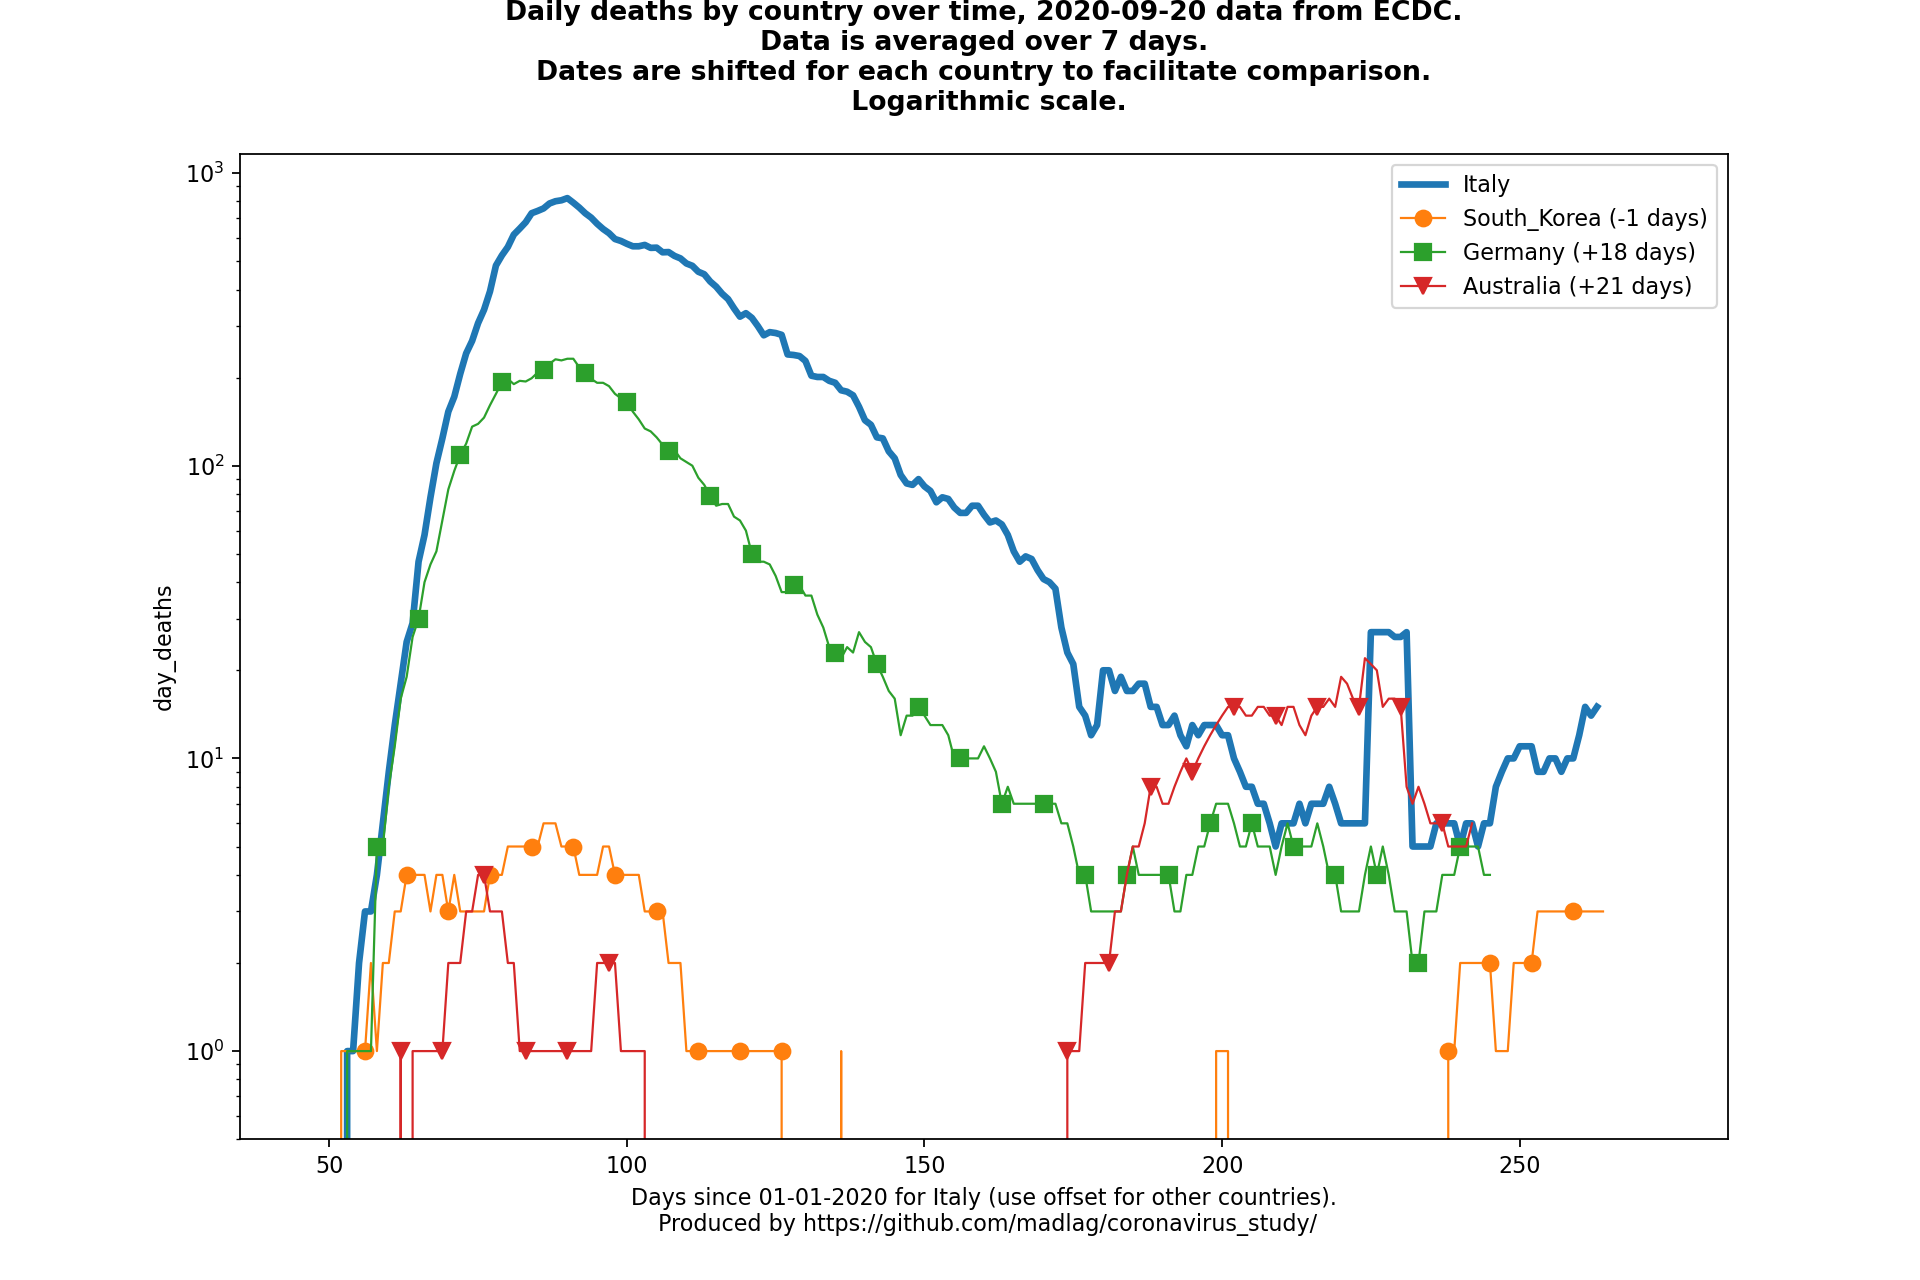 Daily deaths by country over time, 2020-09-20 data from ECDC.
Data is averaged over 7 days.
Dates are shifted for each country to facilitate comparison.
Logarithmic scale.
10³
10²
10¹
10⁰
day_deaths
Italy
South_Korea (-1 days)
Germany (+18 days)
Australia (+21 days)
50
100
150
200
250
Days since 01-01-2020 for Italy (use offset for other countries).
Produced by https://github.com/madlag/coronavirus_study/